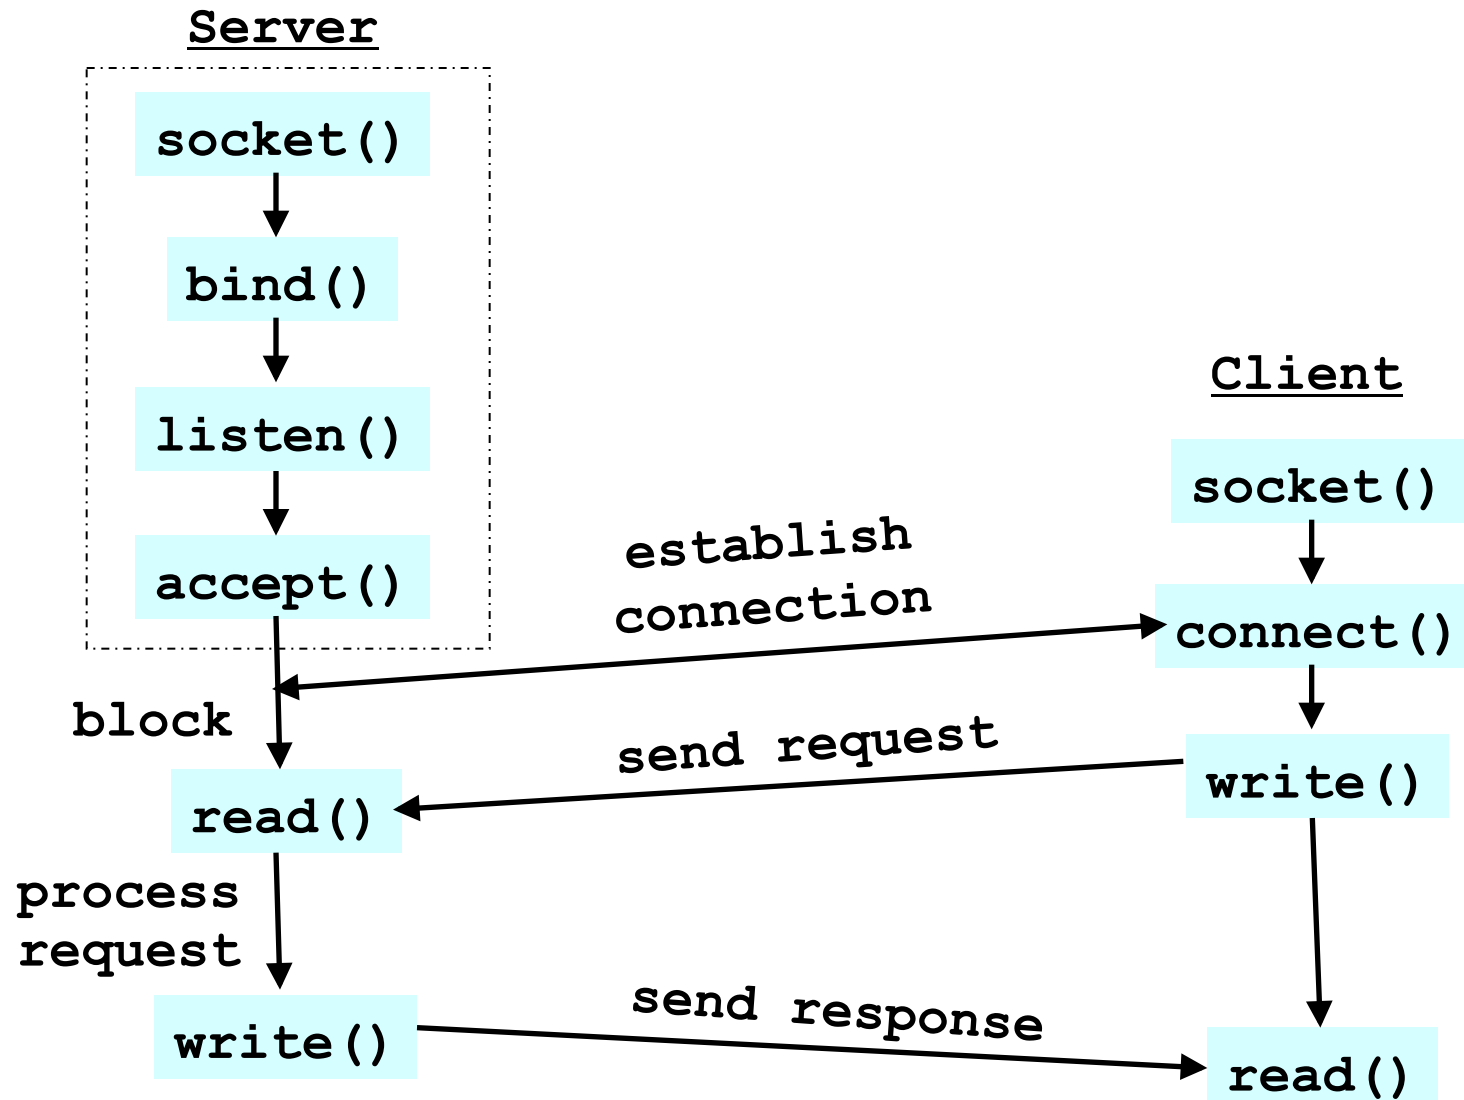 Server
socket()
bind()
listen()
accept()
block
read()
process
request
write()
establish
connection
send request
send response
Client
socket()
connect()
write()
read()